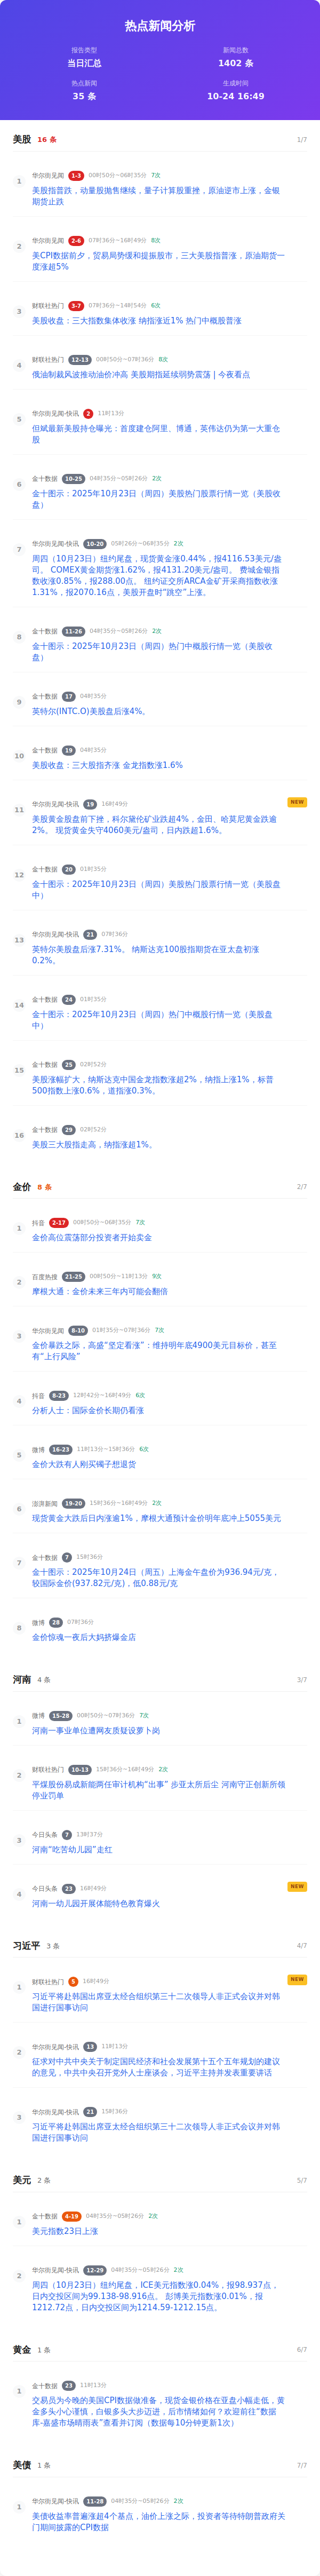 热点新闻分析
报告类型
新闻总数
当日汇总
1402 条
热点新闻
生成时间
35 条
10-24 16:49
美股 16 条 1/7
1 华尔街见闻 1-3 00时50分~06时35分 7次
美股指普跌，动量股抛售继续，量子计算股重挫，原油逆市上涨，金银
期货止跌
2 华尔街见闻 2-6 07时36分~16时49分 8次
美CPI数据前夕，贸易局势缓和提振股市，三大美股指普涨，原油期货一
度涨超5%
3 财联社热门 3-7 07时36分~14时54分 6次
美股收盘：三大指数集体收涨 纳指涨近1% 热门中概股普涨
4 财联社热门 12-13 00时50分~07时36分 8次
俄油制裁风波推动油价冲高 美股期指延续弱势震荡 | 今夜看点
5 华尔街见闻-快讯 2 11时13分
但斌最新美股持仓曝光：首度建仓阿里、博通，英伟达仍为第一大重仓
股
6 金十数据 10-25 04时35分~05时26分 2次
金十图示：2025年10月23日（周四）美股热门股票行情一览（美股收
盘）
7 华尔街见闻-快讯 10-20 05时26分~06时35分 2次
周四（10月23日）纽约尾盘，现货黄金涨0.44%，报4116.53美元/盎
司。 COMEX黄金期货涨1.62%，报4131.20美元/盎司。 费城金银指
数收涨0.85%，报288.00点。 纽约证交所ARCA金矿开采商指数收涨
1.31%，报2070.16点，美股开盘时“跳空”上涨。
8 金十数据 11-26 04时35分~05时26分 2次
金十图示：2025年10月23日（周四）热门中概股行情一览（美股收
盘）
9 金十数据 17 04时35分
英特尔(INTC.O)美股盘后涨4%。
10 金十数据 19 04时35分
美股收盘：三大股指齐涨 金龙指数涨1.6%
11 华尔街见闻-快讯 19 16时49分 NEW
美股黄金股盘前下挫，科尔黛伦矿业跌超4%，金田、哈莫尼黄金跌逾
2%。 现货黄金失守4060美元/盎司，日内跌超1.6%。
12 金十数据 20 01时35分
金十图示：2025年10月23日（周四）美股热门股票行情一览（美股盘
中）
13 华尔街见闻-快讯 21 07时36分
英特尔美股盘后涨7.31%。 纳斯达克100股指期货在亚太盘初涨
0.2%。
14 金十数据 24 01时35分
金十图示：2025年10月23日（周四）热门中概股行情一览（美股盘
中）
15 金十数据 25 02时52分
美股涨幅扩大，纳斯达克中国金龙指数涨超2%，纳指上涨1%，标普
500指数上涨0.6%，道指涨0.3%。
16 金十数据 29 02时52分
美股三大股指走高，纳指涨超1%。
金价 8 条 2/7
1 抖音 2-17 00时50分~06时35分 7次
金价高位震荡部分投资者开始卖金
2 百度热搜 21-25 00时50分~11时13分 9次
摩根大通：金价未来三年内可能会翻倍
3 华尔街见闻 8-10 01时35分~07时36分 7次
金价暴跌之际，高盛“坚定看涨”：维持明年底4900美元目标价，甚至
有“上行风险”
4 抖音 8-23 12时42分~16时49分 6次
分析人士：国际金价长期仍看涨
5 微博 16-23 11时13分~15时36分 6次
金价大跌有人刚买镯子想退货
6 澎湃新闻 19-20 15时36分~16时49分 2次
现货黄金大跌后日内涨逾1%，摩根大通预计金价明年底冲上5055美元
7 金十数据 7 15时36分
金十图示：2025年10月24日（周五）上海金午盘价为936.94元/克，
较国际金价(937.82元/克)，低0.88元/克
8 微博 28 07时36分
金价惊魂一夜后大妈挤爆金店
河南 4 条 3/7
1 微博 15-28 00时50分~07时36分 7次
河南一事业单位遭网友质疑设萝卜岗
2 财联社热门 10-13 15时36分~16时49分 2次
平煤股份易成新能两任审计机构“出事” 步亚太所后尘 河南守正创新所领
停业罚单
3 今日头条 7 13时37分
河南“吃苦幼儿园”走红
4 今日头条 23 16时49分 NEW
河南一幼儿园开展体能特色教育爆火
习近平 3 条 4/7
1 财联社热门 5 16时49分 NEW
习近平将赴韩国出席亚太经合组织第三十二次领导人非正式会议并对韩
国进行国事访问
2 华尔街见闻-快讯 13 11时13分
征求对中共中央关于制定国民经济和社会发展第十五个五年规划的建议
的意见，中共中央召开党外人士座谈会，习近平主持并发表重要讲话
3 华尔街见闻-快讯 21 15时36分
习近平将赴韩国出席亚太经合组织第三十二次领导人非正式会议并对韩
国进行国事访问
美元 2 条 5/7
1 金十数据 4-19 04时35分~05时26分 2次
美元指数23日上涨
2 华尔街见闻-快讯 12-29 04时35分~05时26分 2次
周四（10月23日）纽约尾盘，ICE美元指数涨0.04%，报98.937点，
日内交投区间为99.138-98.916点。 彭博美元指数涨0.01%，报
1212.72点，日内交投区间为1214.59-1212.15点。
黄金 1 条 6/7
1 金十数据 23 11时13分
交易员为今晚的美国CPI数据做准备，现货金银价格在亚盘小幅走低，黄
金多头小心谨慎，白银多头大步迈进，后市情绪如何？欢迎前往“数据
库-嘉盛市场晴雨表”查看并订阅（数据每10分钟更新1次）
美债 1 条 7/7
1 华尔街见闻-快讯 11-28 04时35分~05时26分 2次
美债收益率普遍涨超4个基点，油价上涨之际，投资者等待特朗普政府关
门期间披露的CPI数据